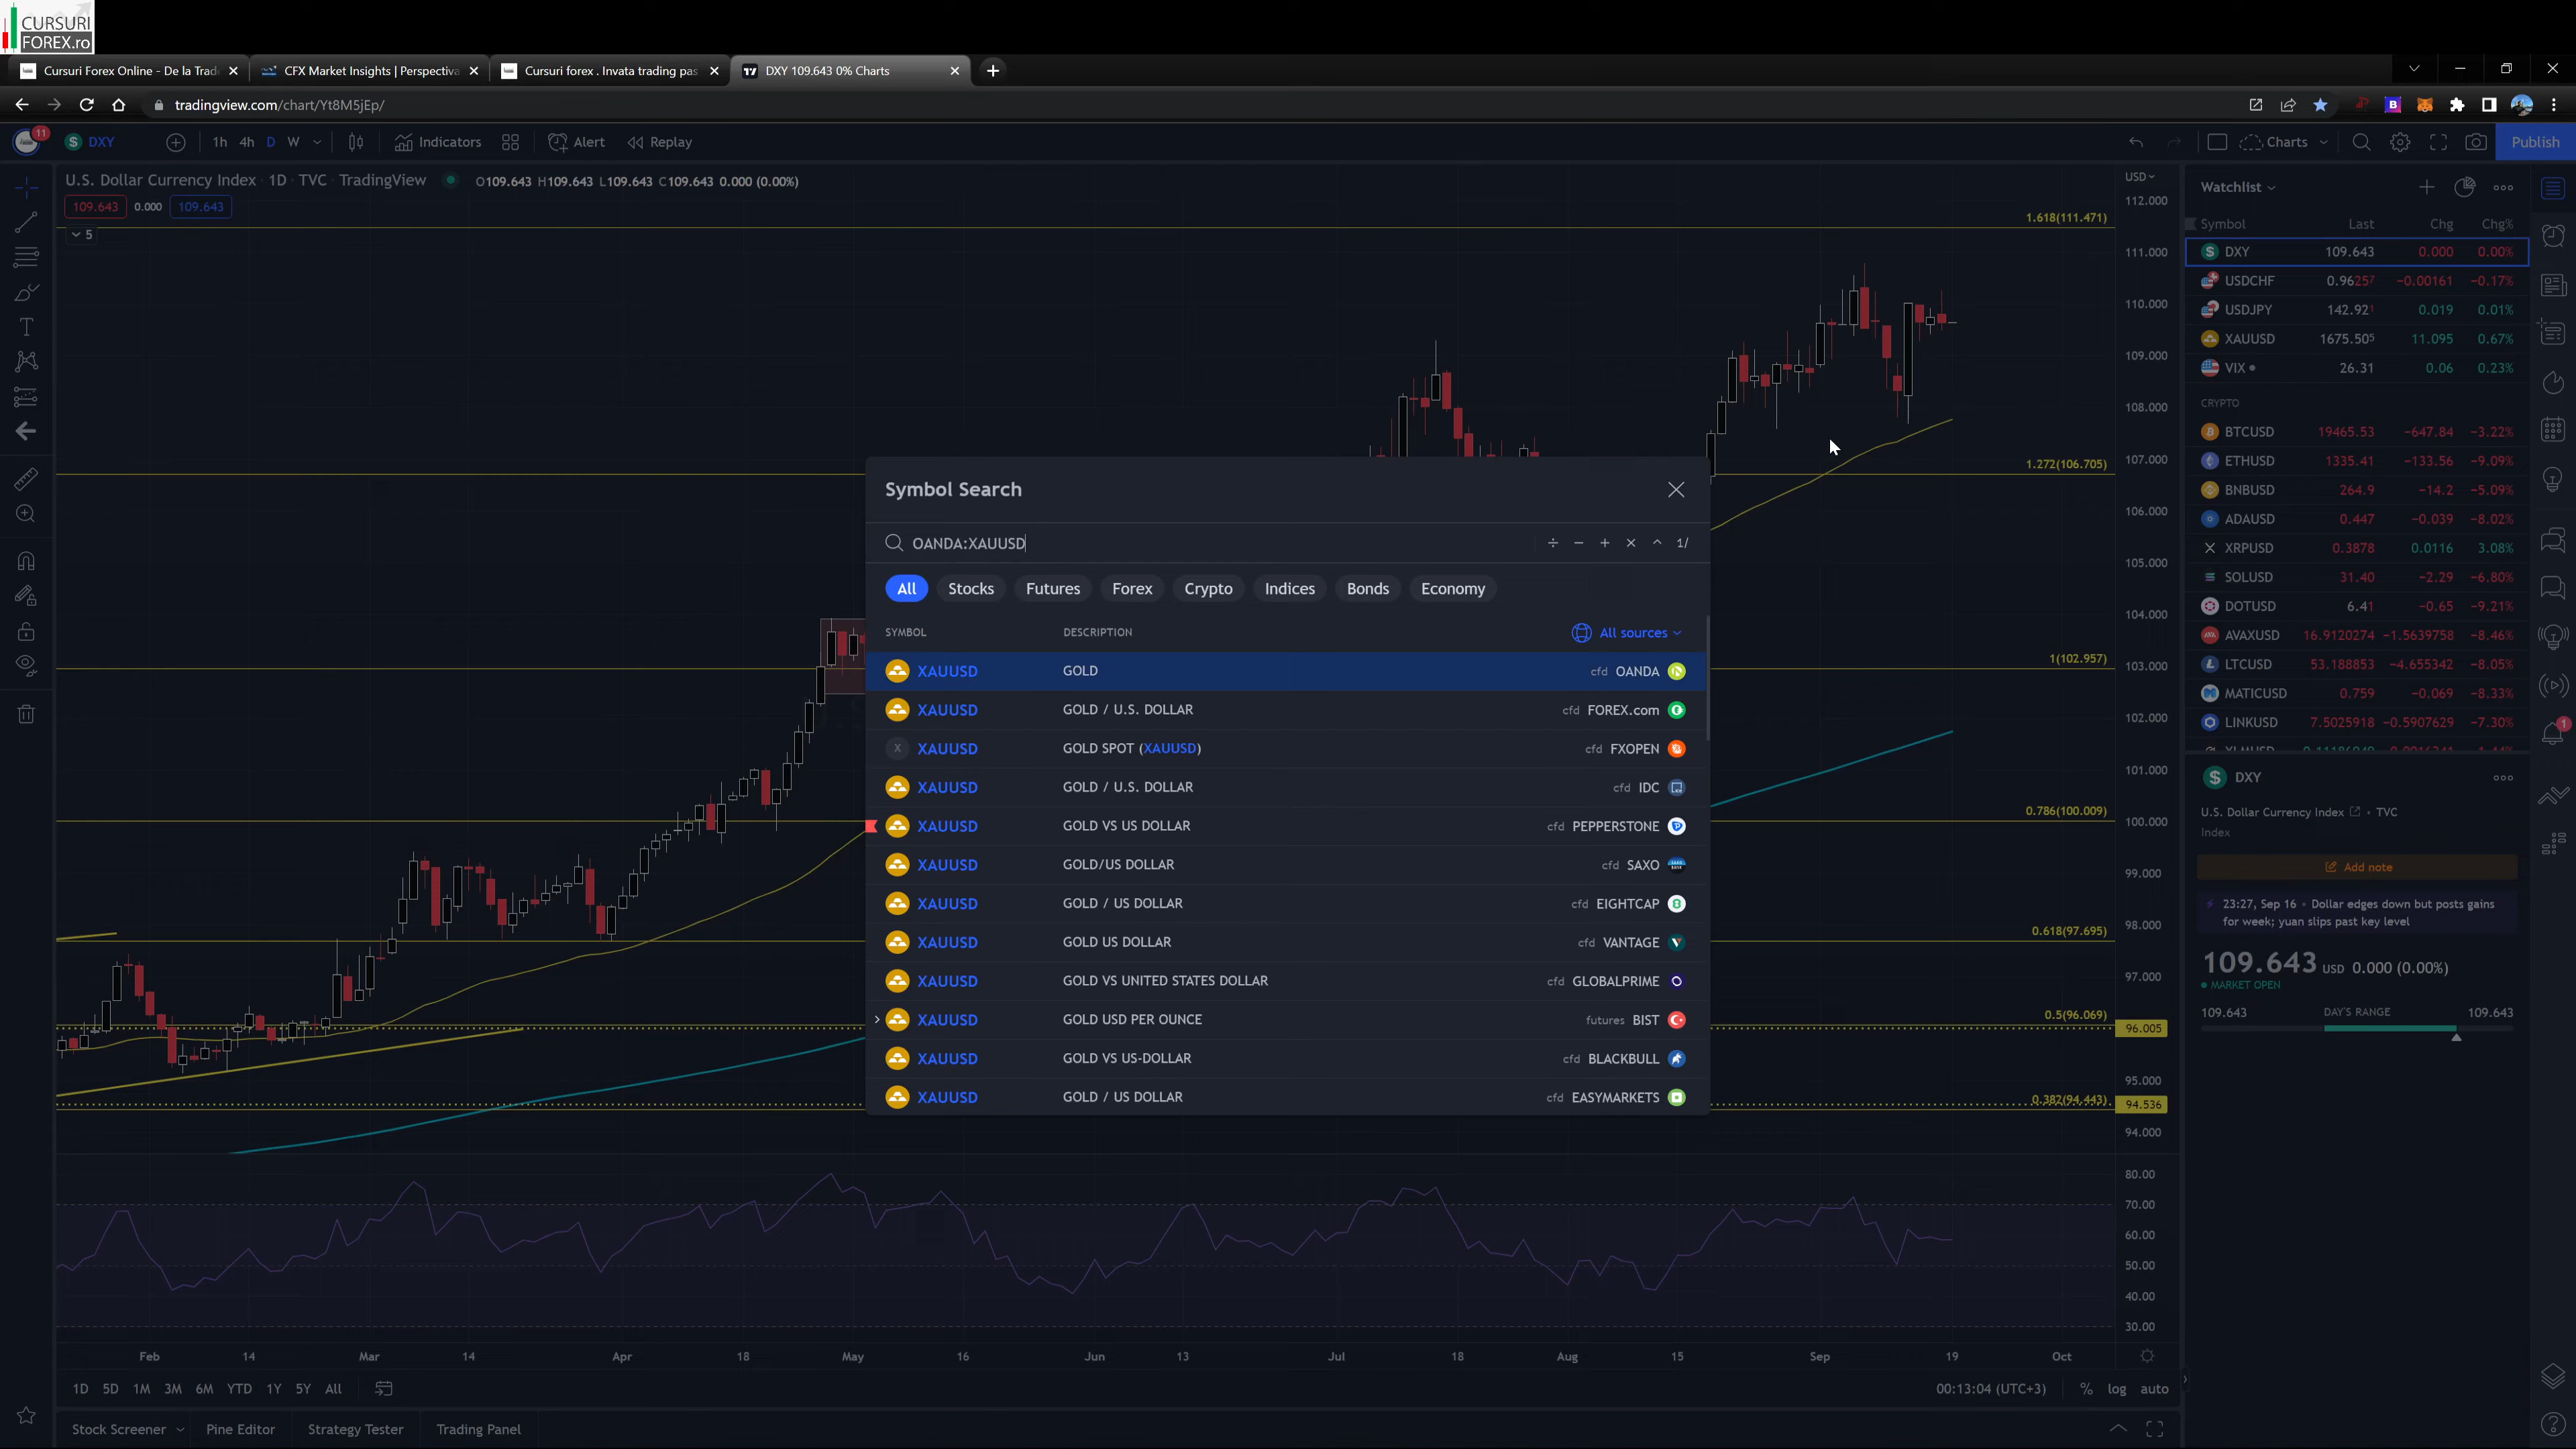 CURSURI
FOREX.ro
Cursuri Forex Online - De la Trad
CFX Market Insights | Perspectiva
Cursuri forex . Invata trading pas
DXY 109.643 0% Charts
tradingview.com/chart/Yt8M5jEp/
11
DXY
1h 4h D W
Indicators
Alert
Replay
Charts
Publish
U.S. Dollar Currency Index · 1D · TVC · TradingView
O109.643 H109.643 L109.643 C109.643 0.000 (0.00%)
109.643 0.000 109.643
5
USD
112.000
111.000
110.000
109.000
108.000
107.000
106.000
105.000
104.000
103.000
102.000
101.000
100.000
99.000
98.000
97.000
96.005
95.000
94.536
94.000
80.00
70.00
60.00
50.00
40.00
30.00
1.618(111.471)
1.272(106.705)
1(102.957)
0.786(100.009)
0.618(97.695)
0.5(96.069)
0.382(94.443)
Symbol Search
OANDA:XAUUSD
1/
All Stocks Futures Forex Crypto Indices Bonds Economy
SYMBOL DESCRIPTION All sources
XAUUSD GOLD cfd OANDA
XAUUSD GOLD / U.S. DOLLAR cfd FOREX.com
X XAUUSD GOLD SPOT (XAUUSD) cfd FXOPEN
XAUUSD GOLD / U.S. DOLLAR cfd IDC
XAUUSD GOLD VS US DOLLAR cfd PEPPERSTONE
XAUUSD GOLD/US DOLLAR cfd SAXO
XAUUSD GOLD / US DOLLAR cfd EIGHTCAP
XAUUSD GOLD US DOLLAR cfd VANTAGE
XAUUSD GOLD VS UNITED STATES DOLLAR cfd GLOBALPRIME
XAUUSD GOLD USD PER OUNCE futures BIST
XAUUSD GOLD VS US-DOLLAR cfd BLACKBULL
XAUUSD GOLD / US DOLLAR cfd EASYMARKETS
Feb 14 Mar 14 Apr 18 May 16 Jun 13 Jul 18 Aug 15 Sep 19 Oct
1D 5D 1M 3M 6M YTD 1Y 5Y All
00:13:04 (UTC+3) % log auto
Stock Screener Pine Editor Strategy Tester Trading Panel
Watchlist
Symbol Last Chg Chg%
DXY 109.643 0.000 0.00%
USDCHF 0.96257 −0.00161 −0.17%
USDJPY 142.921 0.019 0.01%
XAUUSD 1675.505 11.095 0.67%
VIX 26.31 0.06 0.23%
CRYPTO
BTCUSD 19465.53 −647.84 −3.22%
ETHUSD 1335.41 −133.56 −9.09%
BNBUSD 264.9 −14.2 −5.09%
ADAUSD 0.447 −0.039 −8.02%
XRPUSD 0.3878 0.0116 3.08%
SOLUSD 31.40 −2.29 −6.80%
DOTUSD 6.41 −0.65 −9.21%
AVAXUSD 16.9120274 −1.5639758 −8.46%
LTCUSD 53.188853 −4.655342 −8.05%
MATICUSD 0.759 −0.069 −8.33%
LINKUSD 7.5025918 −0.5907629 −7.30%
1
DXY
U.S. Dollar Currency Index • TVC
Index
Add note
23:27, Sep 16 • Dollar edges down but posts gains
for week; yuan slips past key level
109.643 USD 0.000 (0.00%)
MARKET OPEN
109.643 DAY'S RANGE 109.643